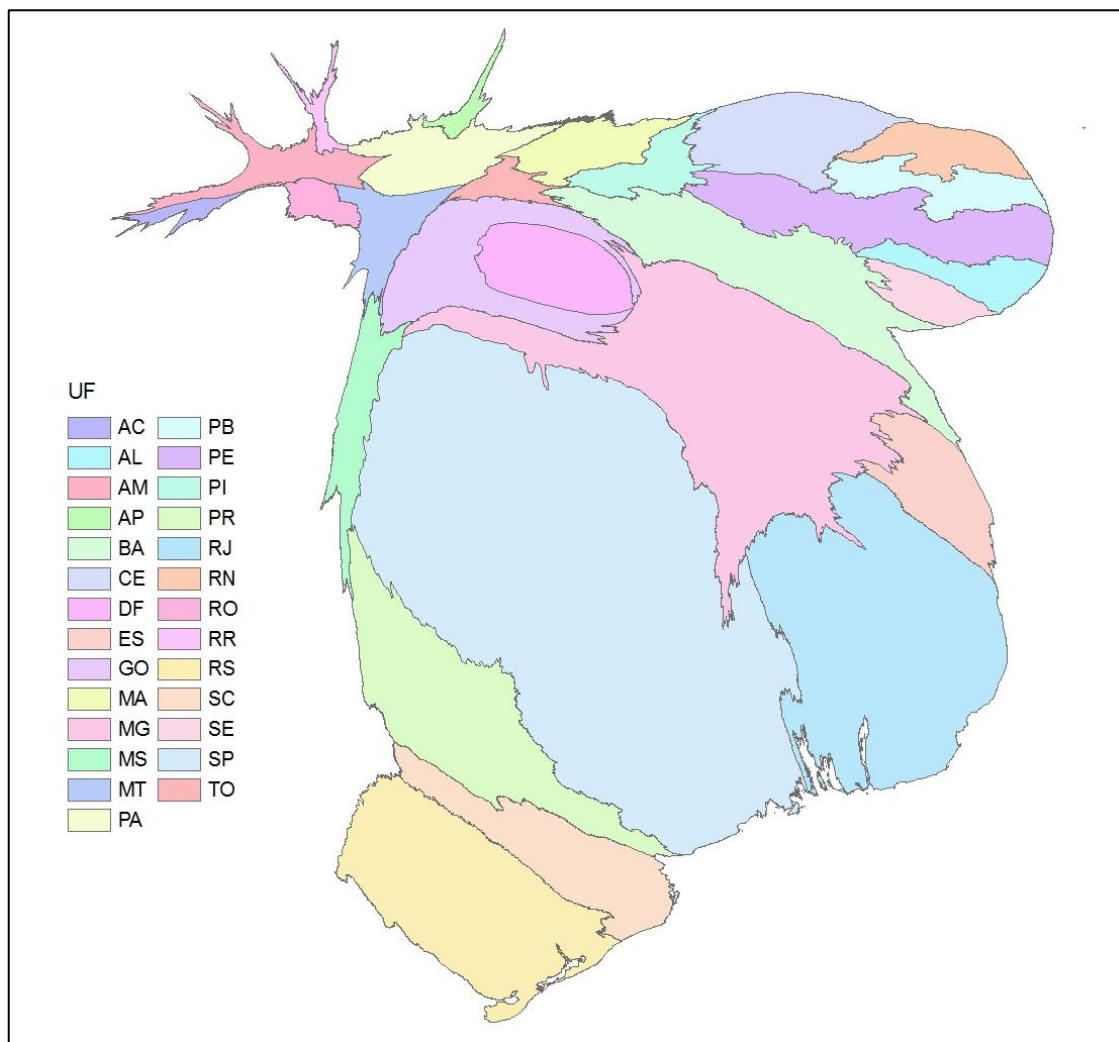 UF
AC PB
AL PE
AM PI
AP PR
BA RJ
CE RN
DF RO
ES RR
GO RS
MA SC
MG SE
MS SP
MT TO
PA